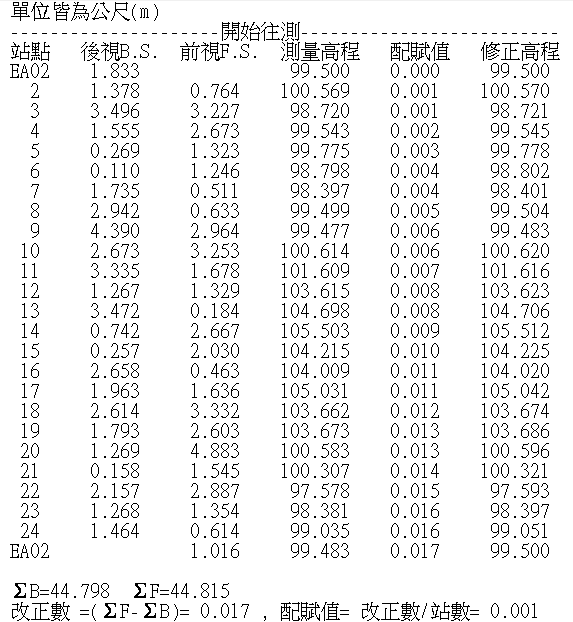 單位皆為公尺(m)
---------------------開始往測--------------------------
站點 後視B.S. 前視F.S. 測量高程 配賦值 修正高程
EA02 1.833 99.500 0.000 99.500
2 1.378 0.764 100.569 0.001 100.570
3 3.496 3.227 98.720 0.001 98.721
4 1.555 2.673 99.543 0.002 99.545
5 0.269 1.323 99.775 0.003 99.778
6 0.110 1.246 98.798 0.004 98.802
7 1.735 0.511 98.397 0.004 98.401
8 2.942 0.633 99.499 0.005 99.504
9 4.390 2.964 99.477 0.006 99.483
10 2.673 3.253 100.614 0.006 100.620
11 3.335 1.678 101.609 0.007 101.616
12 1.267 1.329 103.615 0.008 103.623
13 3.472 0.184 104.698 0.008 104.706
14 0.742 2.667 105.503 0.009 105.512
15 0.257 2.030 104.215 0.010 104.225
16 2.658 0.463 104.009 0.011 104.020
17 1.963 1.636 105.031 0.011 105.042
18 2.614 3.332 103.662 0.012 103.674
19 1.793 2.603 103.673 0.013 103.686
20 1.269 4.883 100.583 0.013 100.596
21 0.158 1.545 100.307 0.014 100.321
22 2.157 2.887 97.578 0.015 97.593
23 1.268 1.354 98.381 0.016 98.397
24 1.464 0.614 99.035 0.016 99.051
EA02 1.016 99.483 0.017 99.500
ΣB=44.798 ΣF=44.815
改正數 =(ΣF-ΣB)= 0.017 , 配賦值= 改正數/站數= 0.001